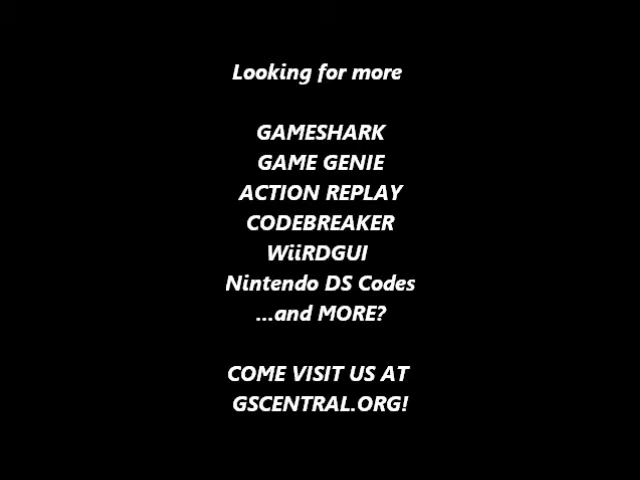 Looking for more
GAMESHARK
GAME GENIE
ACTION REPLAY
CODEBREAKER
WiiRDGUI
Nintendo DS Codes
...and MORE?
COME VISIT US AT
GSCENTRAL.ORG!